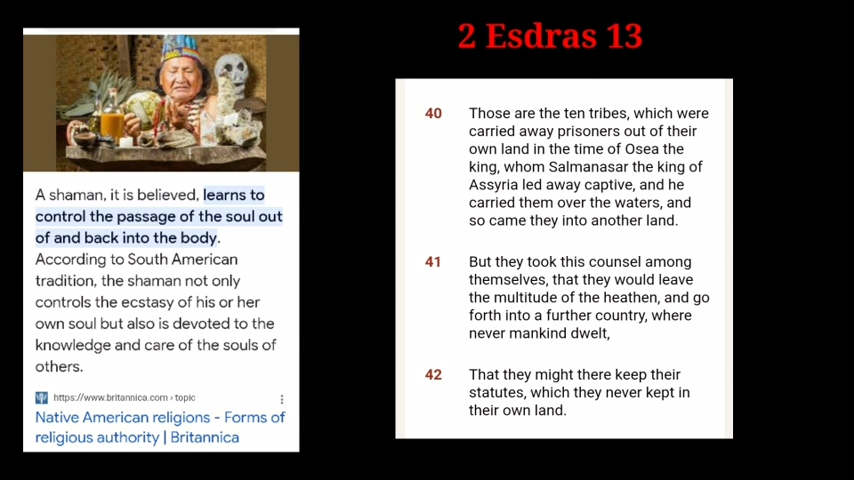 2 Esdras 13
A shaman, it is believed, learns to
control the passage of the soul out
of and back into the body.
According to South American
tradition, the shaman not only
controls the ecstasy of his or her
own soul but also is devoted to the
knowledge and care of the souls of
others.
https://www.britannica.com › topic
Native American religions - Forms of
religious authority | Britannica
40 Those are the ten tribes, which were
carried away prisoners out of their
own land in the time of Osea the
king, whom Salmanasar the king of
Assyria led away captive, and he
carried them over the waters, and
so came they into another land.
41 But they took this counsel among
themselves, that they would leave
the multitude of the heathen, and go
forth into a further country, where
never mankind dwelt,
42 That they might there keep their
statutes, which they never kept in
their own land.